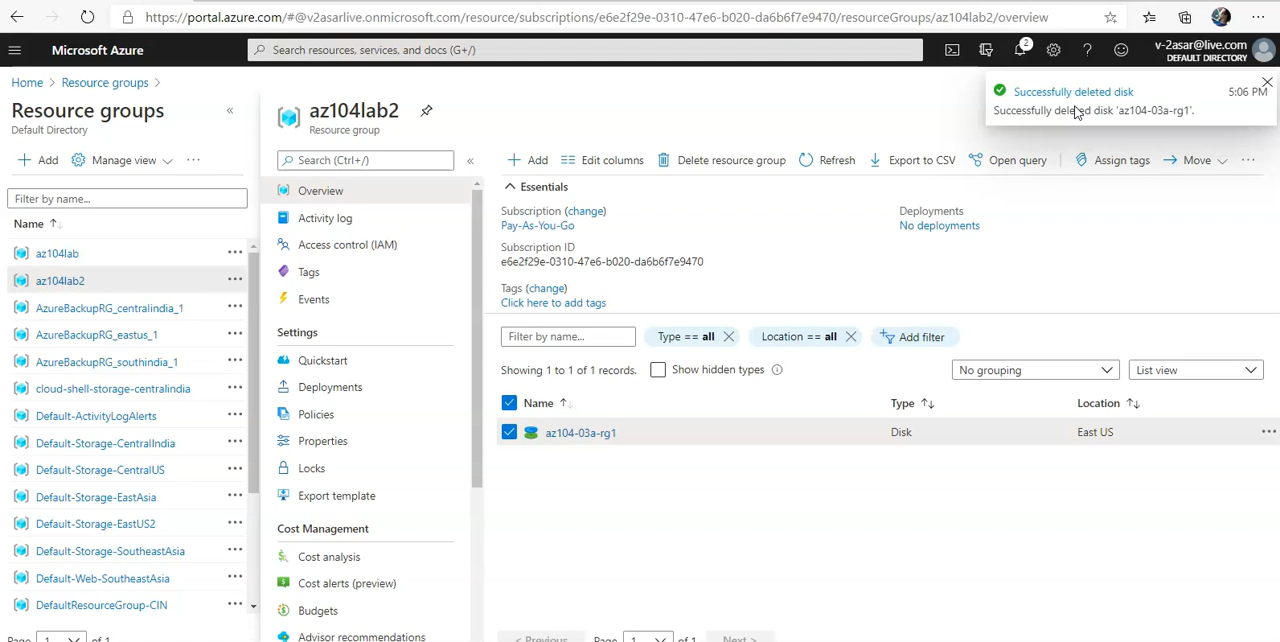 https://portal.azure.com/#@v2asarlive.onmicrosoft.com/resource/subscriptions/e6e2f29e-0310-47e6-b020-da6b6f7e9470/resourceGroups/az104lab2/overview
Microsoft Azure
Search resources, services, and docs (G+/)
2
v-2asar@live.com
DEFAULT DIRECTORY
Home > Resource groups >
Successfully deleted disk
5:06 PM
Successfully deleted disk 'az104-03a-rg1'.
Resource groups
Default Directory
Add
Manage view
Filter by name...
Name
az104lab
az104lab2
AzureBackupRG_centralindia_1
AzureBackupRG_eastus_1
AzureBackupRG_southindia_1
cloud-shell-storage-centralindia
Default-ActivityLogAlerts
Default-Storage-CentralIndia
Default-Storage-CentralUS
Default-Storage-EastAsia
Default-Storage-EastUS2
Default-Storage-SoutheastAsia
Default-Web-SoutheastAsia
DefaultResourceGroup-CIN
Page 1 of 1
az104lab2
Resource group
Search (Ctrl+/)
Overview
Activity log
Access control (IAM)
Tags
Events
Settings
Quickstart
Deployments
Policies
Properties
Locks
Export template
Cost Management
Cost analysis
Cost alerts (preview)
Budgets
Advisor recommendations
Add
Edit columns
Delete resource group
Refresh
Export to CSV
Open query
Assign tags
Move
Essentials
Subscription (change)
Pay-As-You-Go
Subscription ID
e6e2f29e-0310-47e6-b020-da6b6f7e9470
Tags (change)
Click here to add tags
Deployments
No deployments
Filter by name...
Type == all
Location == all
Add filter
Showing 1 to 1 of 1 records.
Show hidden types
No grouping
List view
Name
Type
Location
az104-03a-rg1
Disk
East US
< Previous
Page 1 of 1
Next >